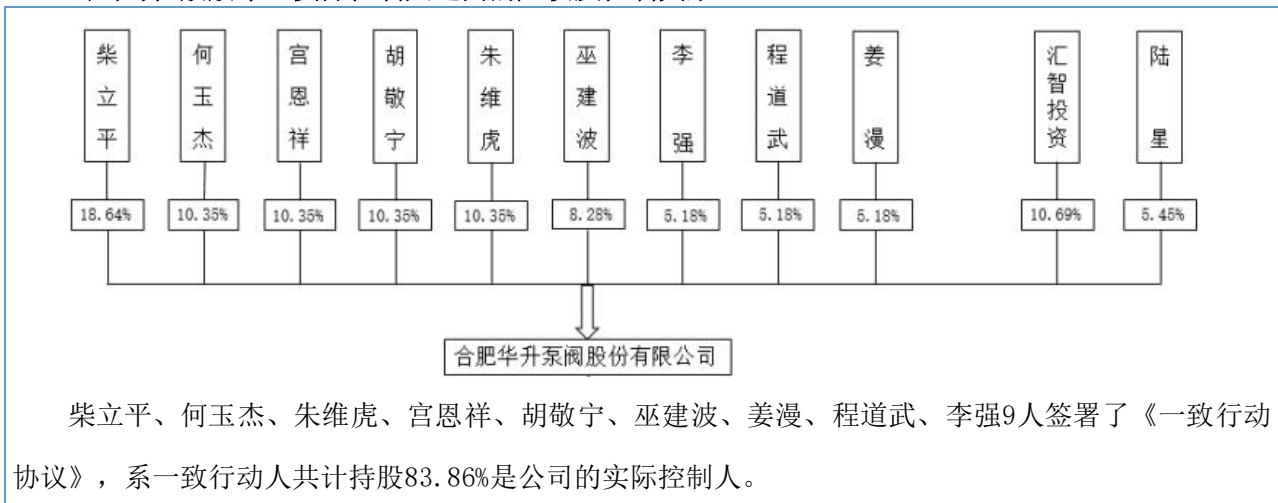 柴立平
何玉杰
宫恩祥
胡敬宁
朱维虎
巫建波
李强
程道武
姜漫
汇智投资
陆星
18.64%
10.35%
10.35%
10.35%
10.35%
8.28%
5.18%
5.18%
5.18%
10.69%
5.45%
合肥华升泵阀股份有限公司
柴立平、何玉杰、朱维虎、宫恩祥、胡敬宁、巫建波、姜漫、程道武、李强9人签署了《一致行动
协议》，系一致行动人共计持股83.86%是公司的实际控制人。